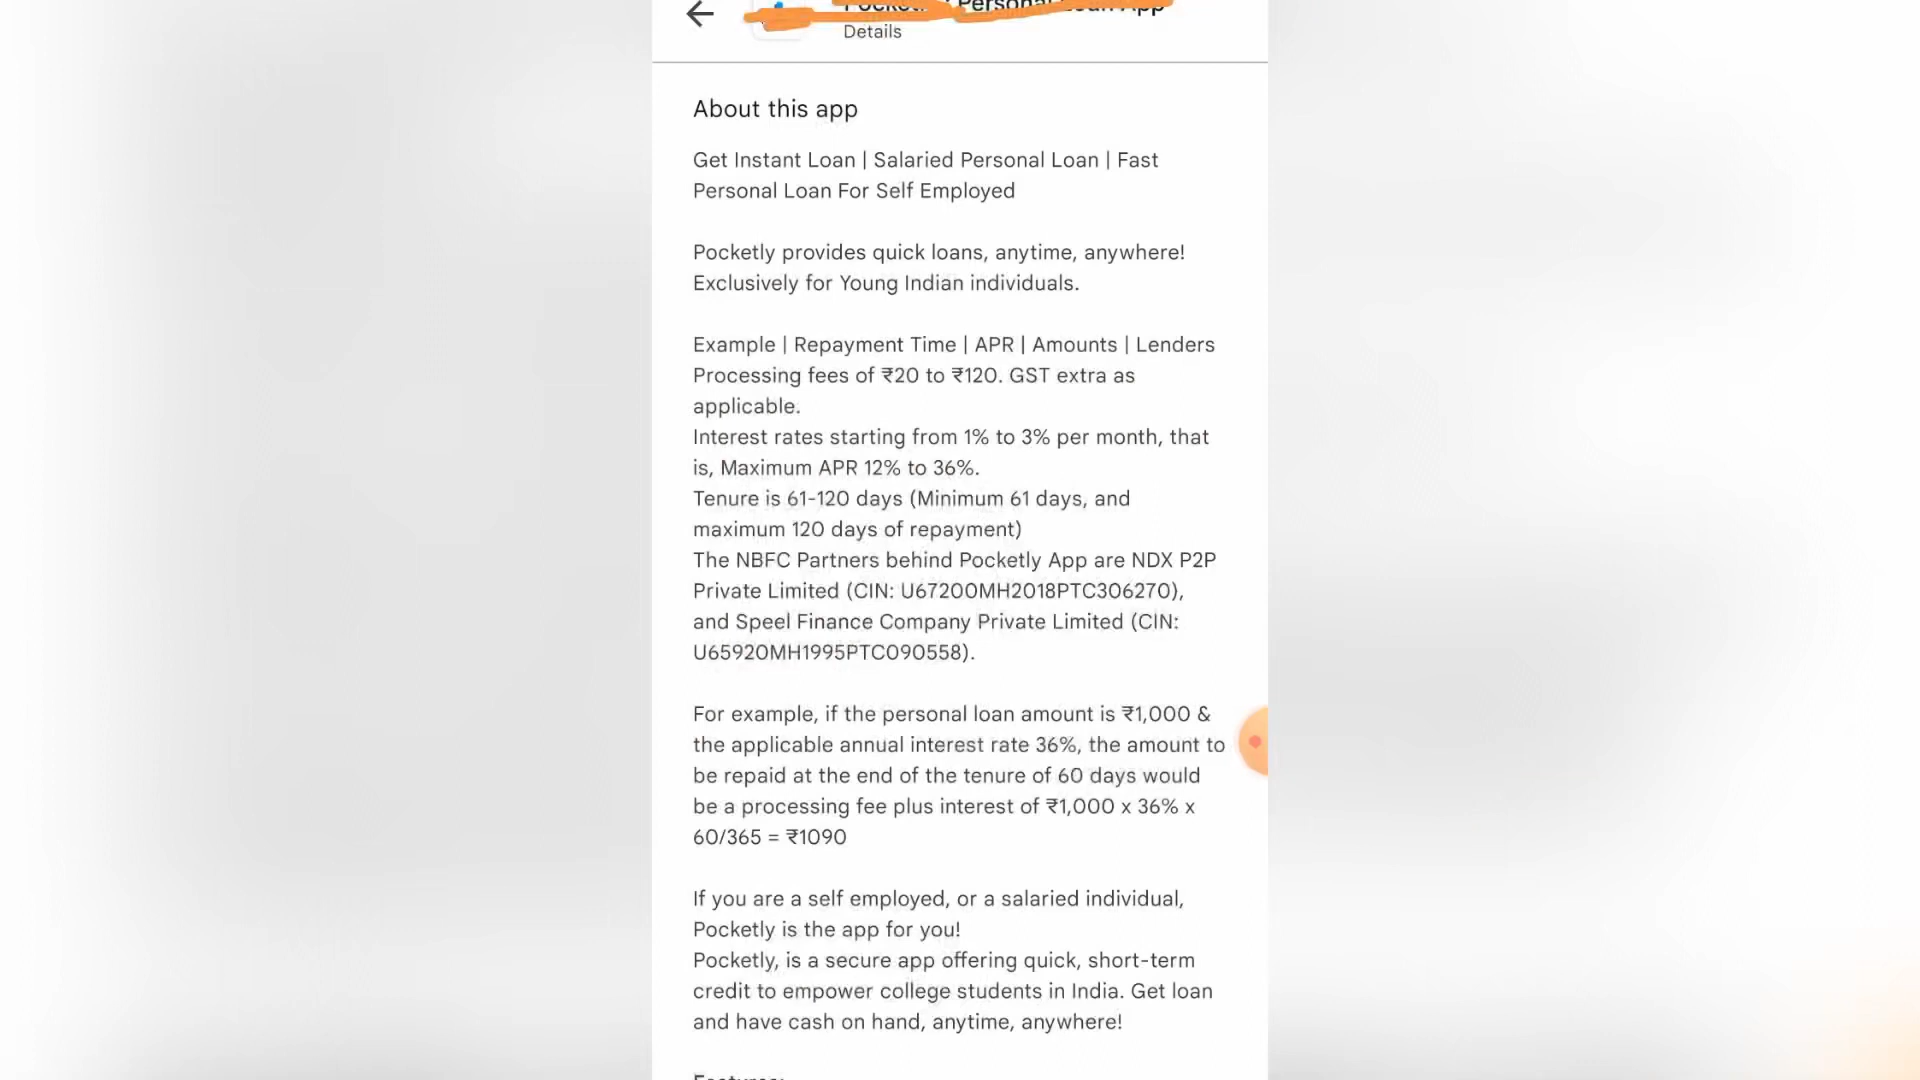 Personal Loan App
Details
About this app
Get Instant Loan | Salaried Personal Loan | Fast
Personal Loan For Self Employed
Pocketly provides quick loans, anytime, anywhere!
Exclusively for Young Indian individuals.
Example | Repayment Time | APR | Amounts | Lenders
Processing fees of ₹20 to ₹120. GST extra as
applicable.
Interest rates starting from 1% to 3% per month, that
is, Maximum APR 12% to 36%.
Tenure is 61-120 days (Minimum 61 days, and
maximum 120 days of repayment)
The NBFC Partners behind Pocketly App are NDX P2P
Private Limited (CIN: U67200MH2018PTC306270),
and Speel Finance Company Private Limited (CIN:
U65920MH1995PTC090558).
For example, if the personal loan amount is ₹1,000 &
the applicable annual interest rate 36%, the amount to
be repaid at the end of the tenure of 60 days would
be a processing fee plus interest of ₹1,000 x 36% x
60/365 = ₹1090
If you are a self employed, or a salaried individual,
Pocketly is the app for you!
Pocketly, is a secure app offering quick, short-term
credit to empower college students in India. Get loan
and have cash on hand, anytime, anywhere!